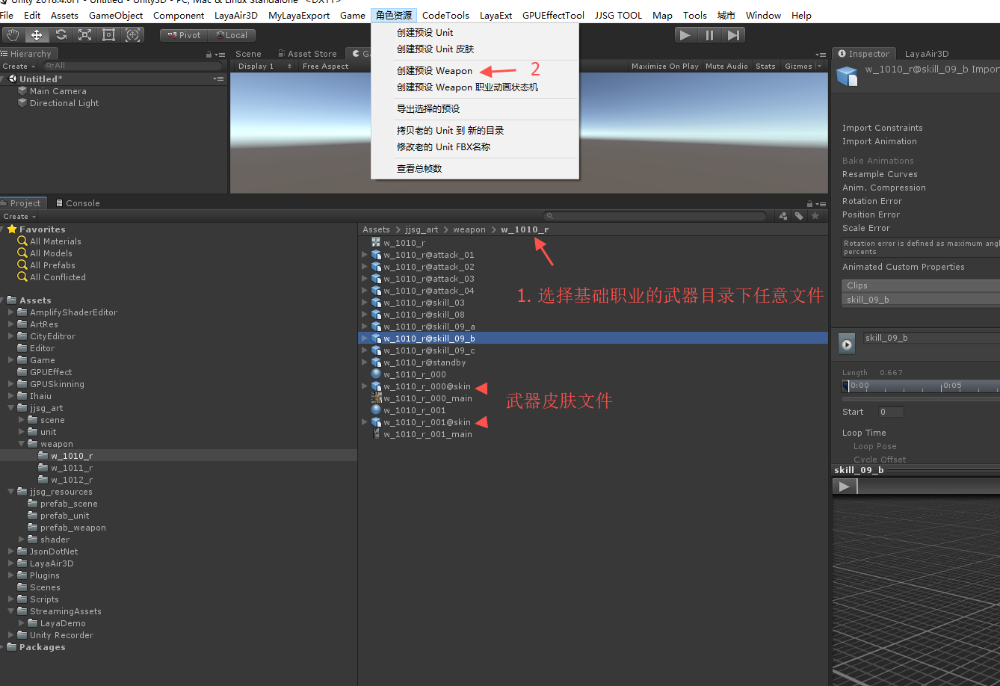 Unity 2018.4.0f1 - Untitled - Unity3D - PC, Mac & Linux Standalone* <DX11>
File Edit Assets GameObject Component LayaAir3D MyLayaExport Game 角色资源 CodeTools LayaExt GPUEffectTool JJSG TOOL Map Tools 城市 Window Help
Pivot Local
创建预设 Unit
创建预设 Unit 皮肤
创建预设 Weapon
2
创建预设 Weapon 职业动画状态机
导出选择的预设
拷贝老的 Unit 到 新的目录
修改老的 Unit FBX名称
查看总帧数
Hierarchy
Create All
Untitled*
Main Camera
Directional Light
Scene Asset Store
Display 1 Free Aspect Maximize On Play Mute Audio Stats Gizmos
Inspector LayaAir3D
w_1010_r@skill_09_b Impor
Import Constraints
Import Animation
Bake Animations
Resample Curves
Anim. Compression
Rotation Error
Position Error
Scale Error
Rotation error is defined as maximum angl
percents
Animated Custom Properties
Clips
skill_09_b
skill_09_b
Length 0.667
0:00 0:05
Start 0
Loop Time
Loop Pose
Cycle Offset
skill_09_b
Project Console
Create
Favorites
All Materials
All Models
All Prefabs
All Conflicted
Assets
AmplifyShaderEditor
ArtRes
CityEditror
Editor
Game
GPUEffect
GPUSkinning
Ihaiu
jjsg_art
scene
unit
weapon
w_1010_r
w_1011_r
w_1012_r
jjsg_resources
prefab_scene
prefab_unit
prefab_weapon
shader
JsonDotNet
LayaAir3D
Plugins
Scenes
Scripts
StreamingAssets
LayaDemo
Unity Recorder
Packages
Assets > jjsg_art > weapon > w_1010_r
w_1010_r
w_1010_r@attack_01
w_1010_r@attack_02
w_1010_r@attack_03
w_1010_r@attack_04
w_1010_r@skill_03
w_1010_r@skill_08
w_1010_r@skill_09_a
w_1010_r@skill_09_b
w_1010_r@skill_09_c
w_1010_r@standby
w_1010_r_000
w_1010_r_000@skin
w_1010_r_000_main
w_1010_r_001
w_1010_r_001@skin
w_1010_r_001_main
1. 选择基础职业的武器目录下任意文件
武器皮肤文件